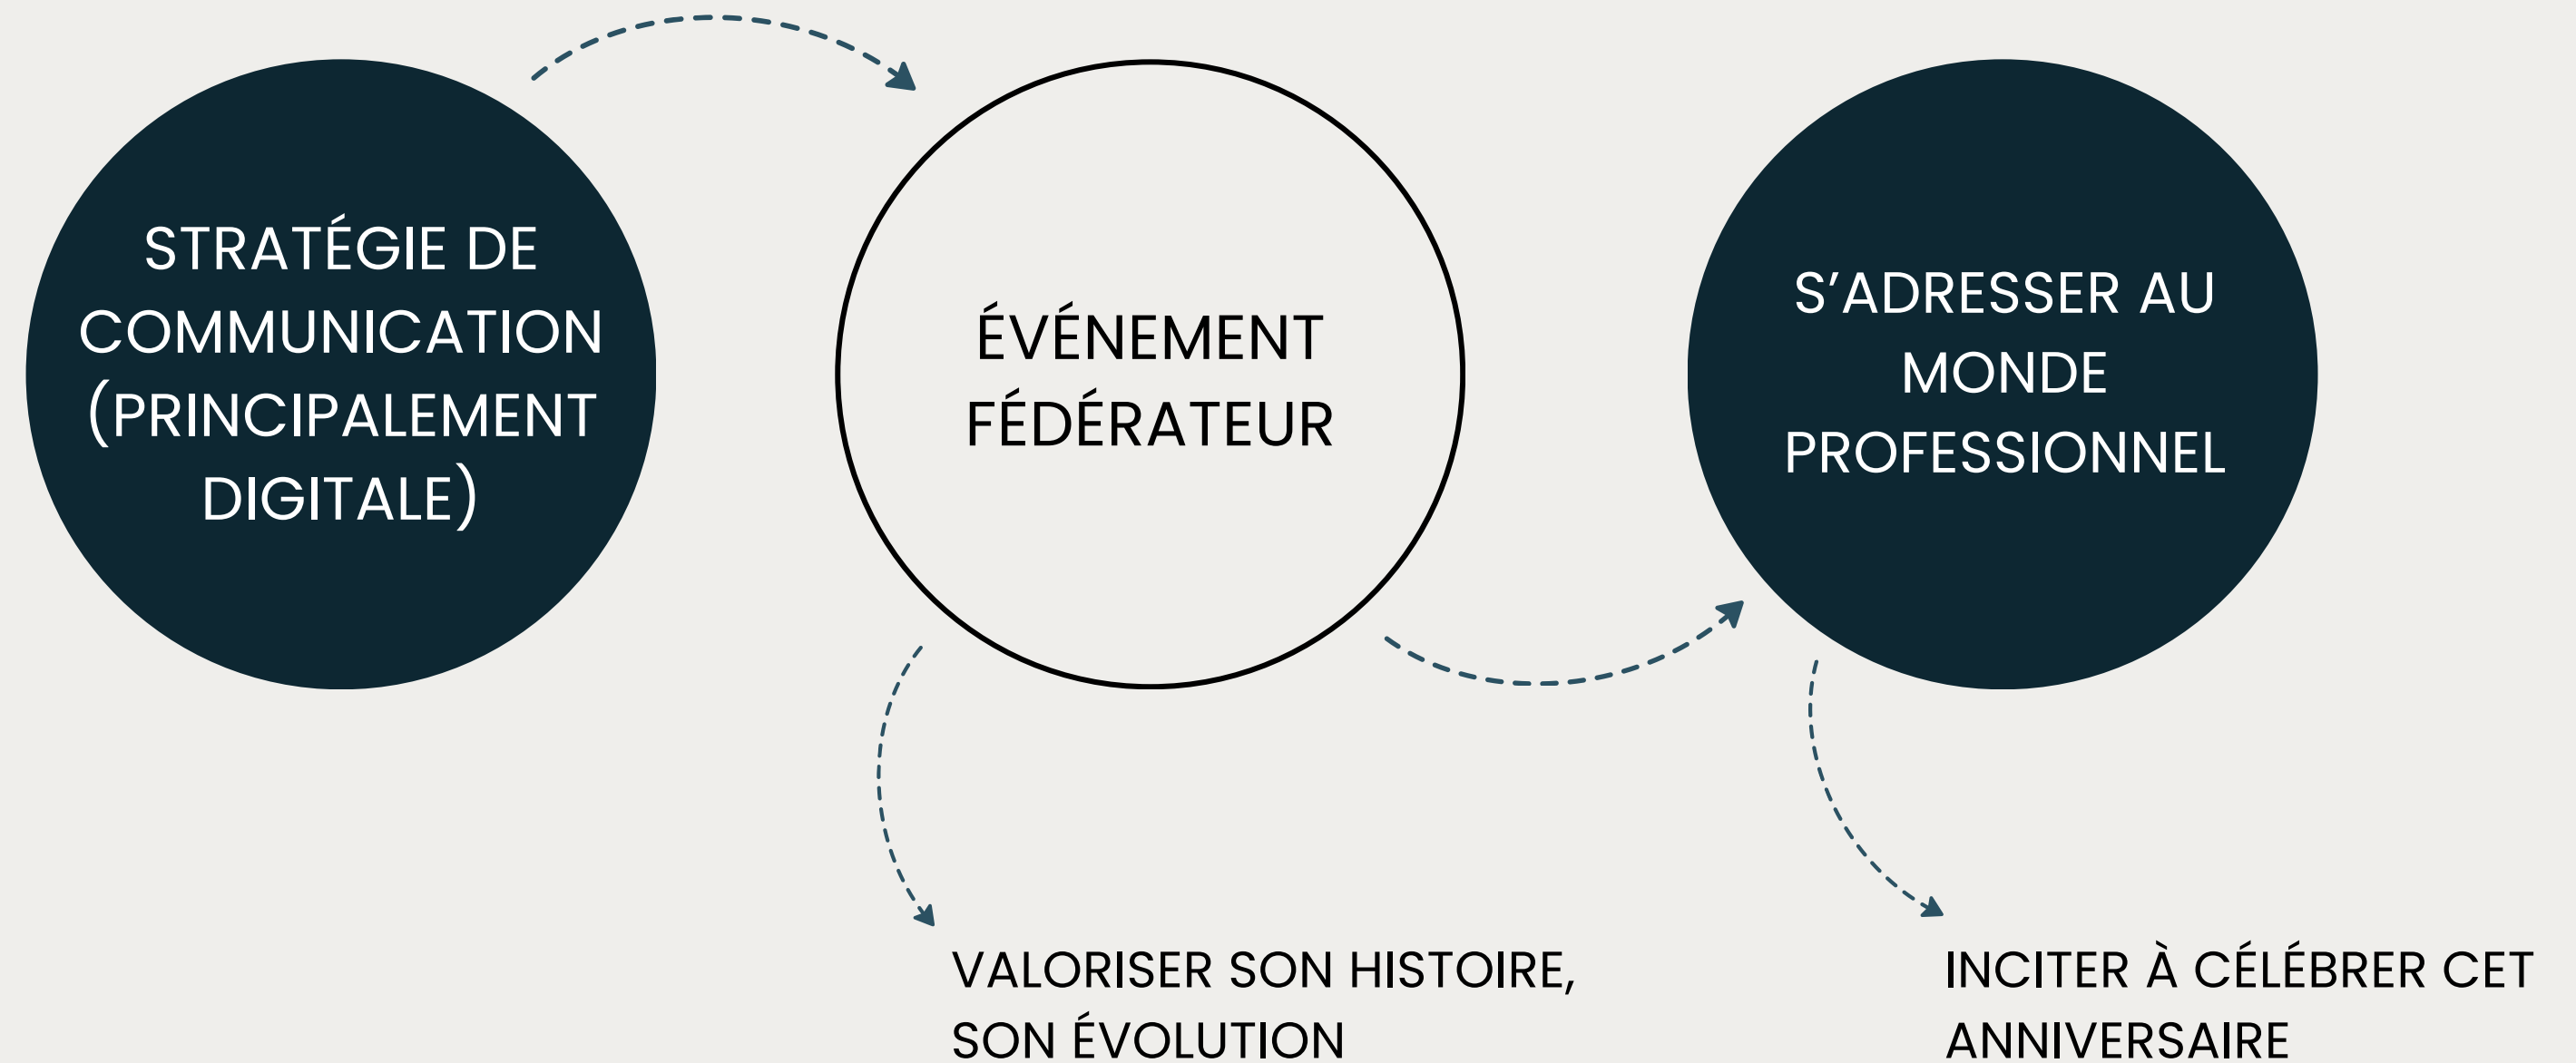 STRATÉGIE DE
COMMUNICATION
(PRINCIPALEMENT
DIGITALE)
ÉVÉNEMENT
FÉDÉRATEUR
S’ADRESSER AU
MONDE
PROFESSIONNEL
VALORISER SON HISTOIRE,
SON ÉVOLUTION
INCITER À CÉLÉBRER CET
ANNIVERSAIRE